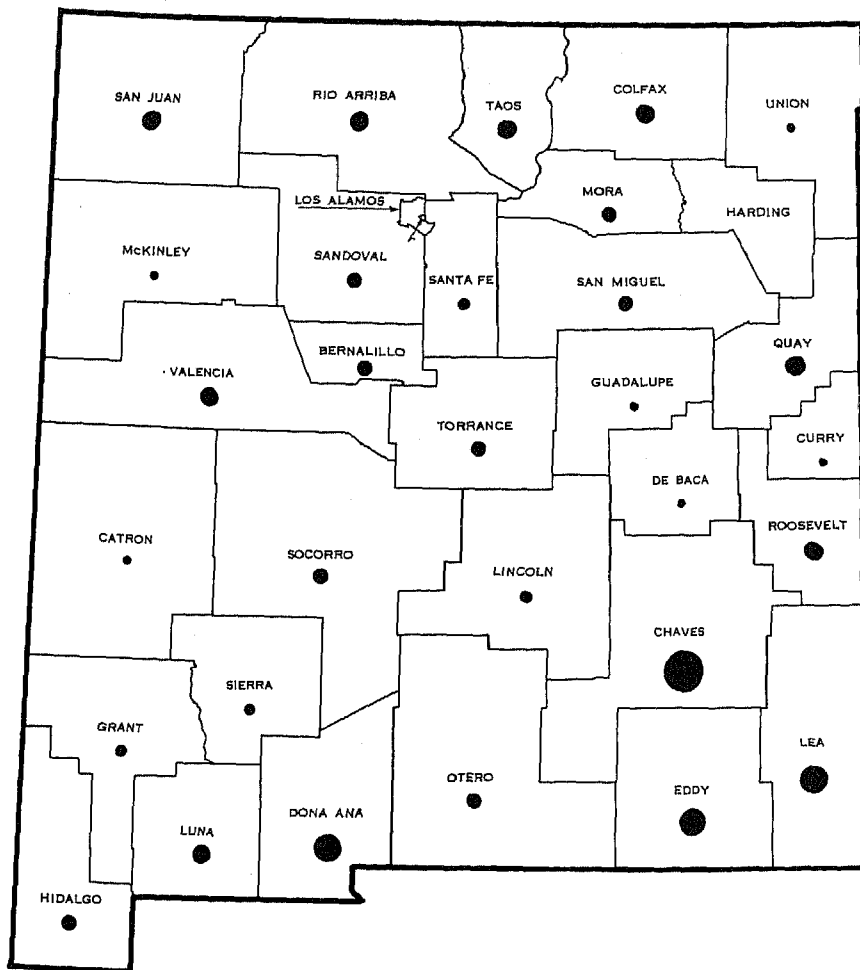 SAN JUAN
RIO ARRIBA
TAOS
COLFAX
UNION
LOS ALAMOS
MORA
HARDING
McKINLEY
SANDOVAL
SANTA FE
SAN MIGUEL
BERNALILLO
QUAY
VALENCIA
GUADALUPE
TORRANCE
CURRY
DE BACA
CATRON
SOCORRO
LINCOLN
ROOSEVELT
CHAVES
SIERRA
GRANT
LEA
OTERO
EDDY
LUNA
DONA ANA
HIDALGO